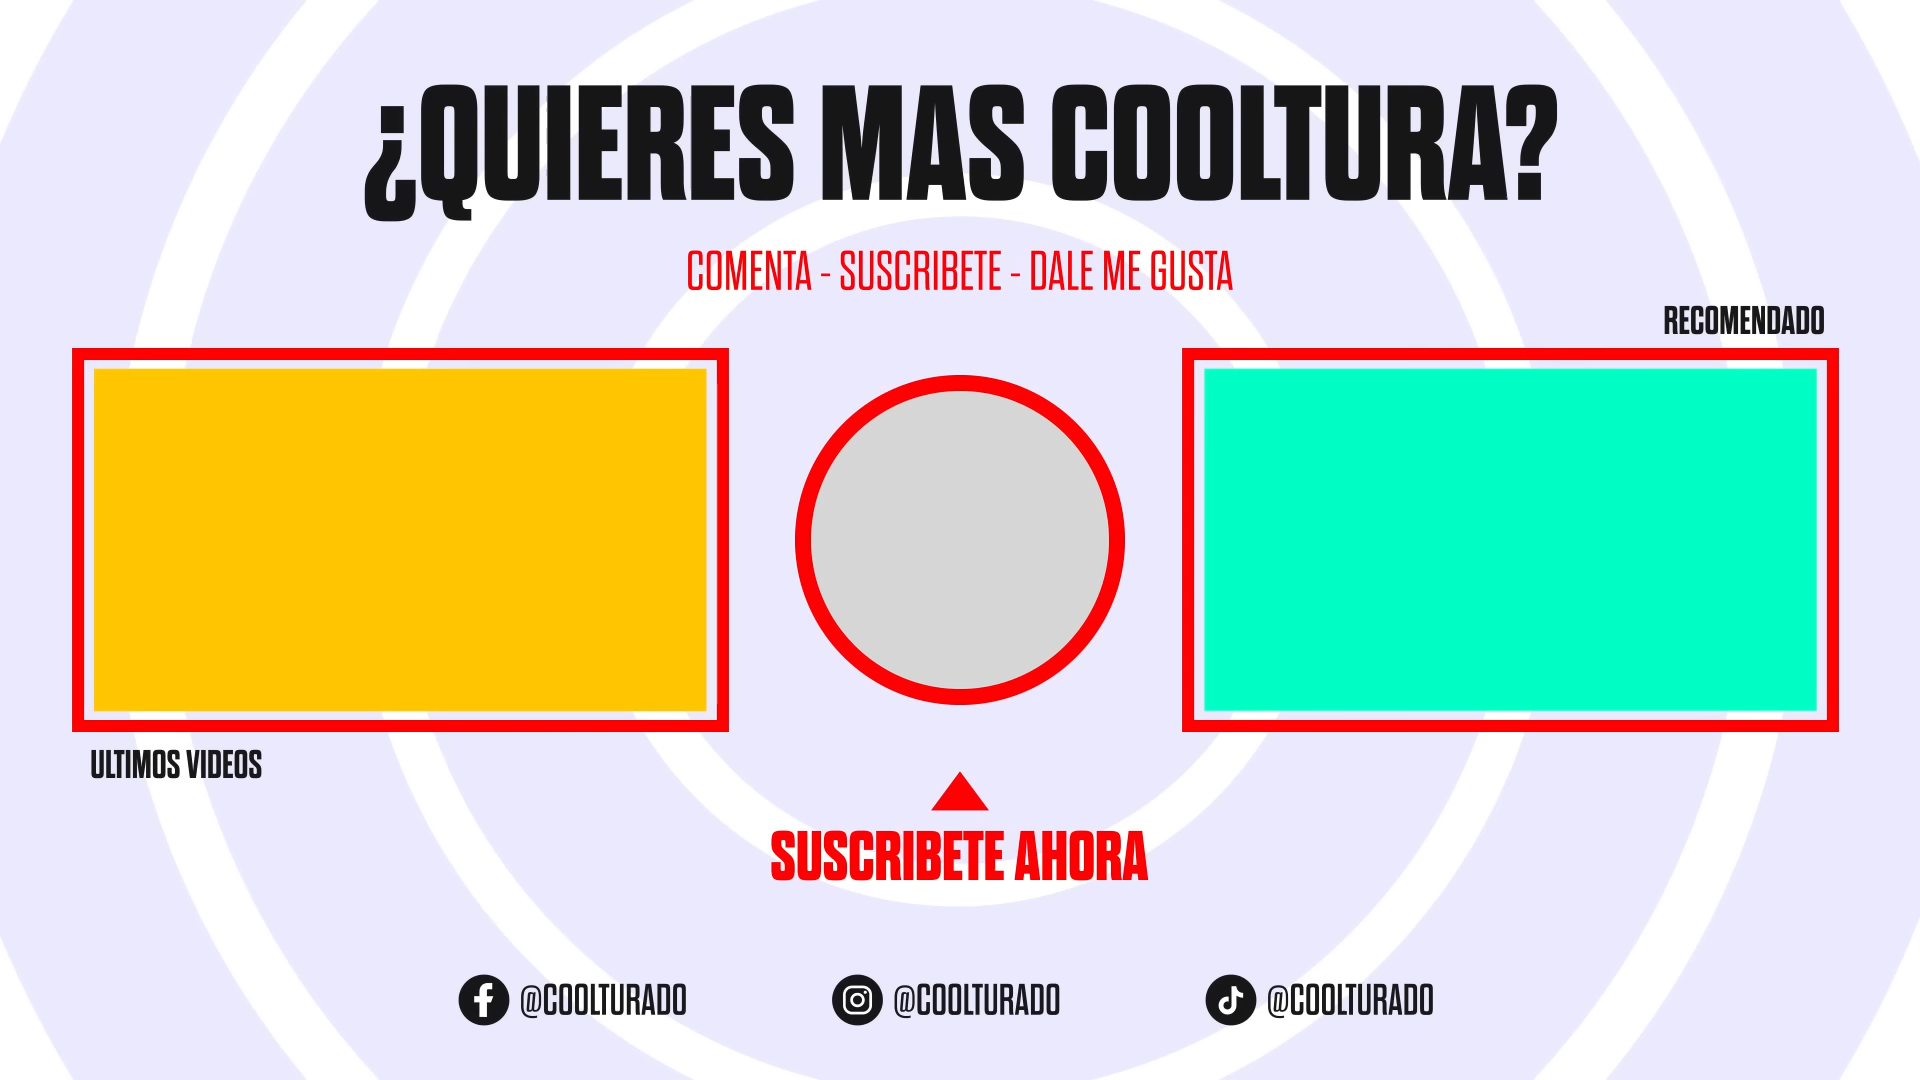 ¿QUIERES MAS COOLTURA?
COMENTA - SUSCRIBETE - DALE ME GUSTA
RECOMENDADO
ULTIMOS VIDEOS
SUSCRIBETE AHORA
@COOLTURADO
@COOLTURADO
@COOLTURADO